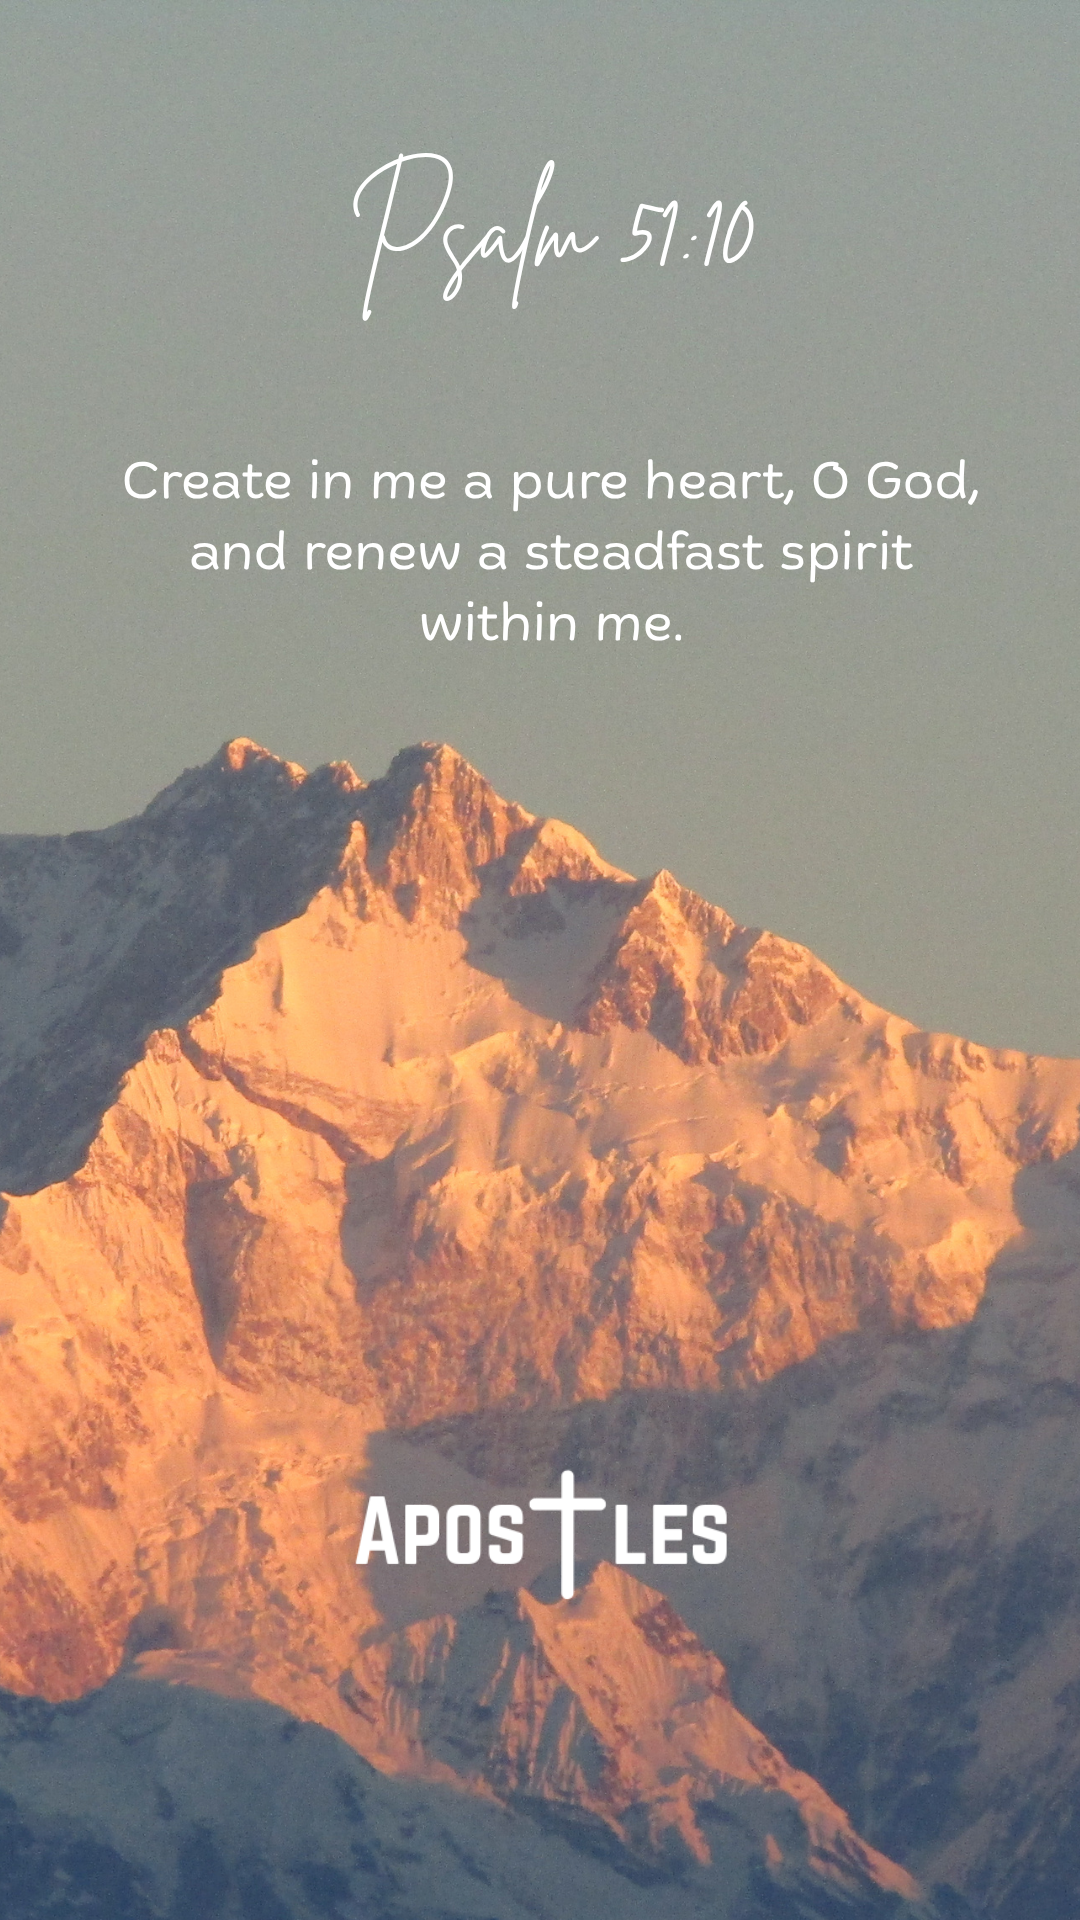 Psalm 51:10
Create in me a pure heart, O God,
and renew a steadfast spirit
within me.
APOSTLES